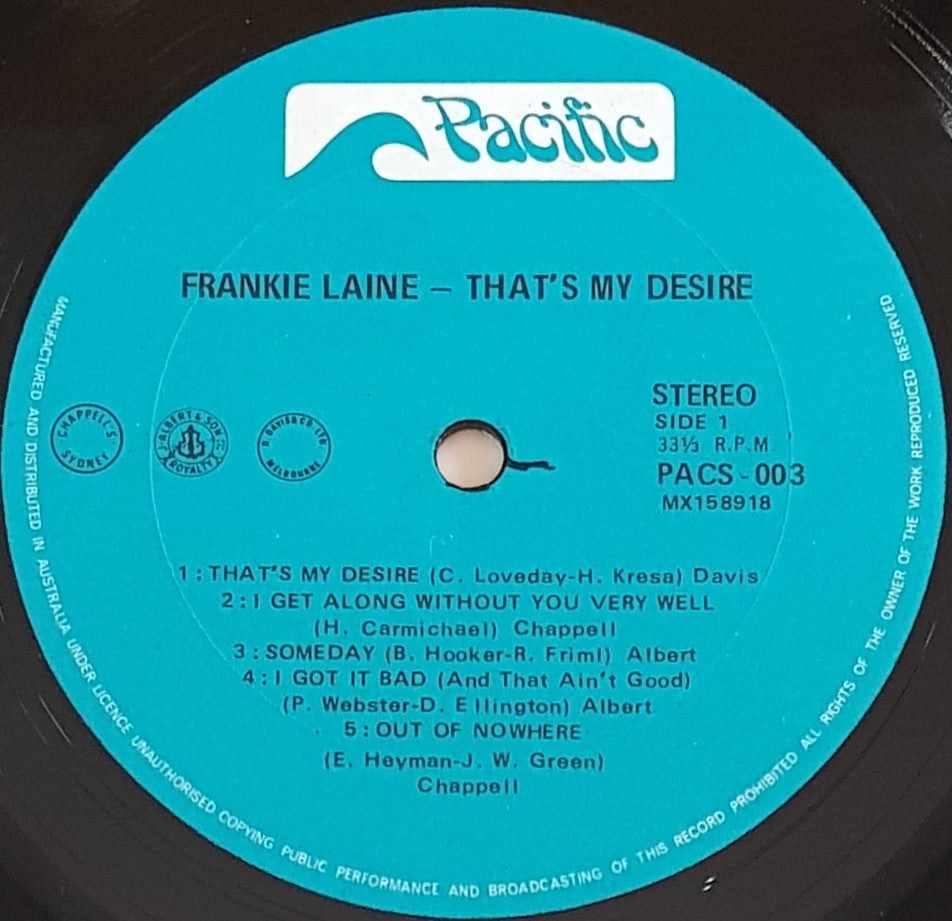 Pacific
FRANKIE LAINE – THAT'S MY DESIRE
CHAPPELL'S
SYDNEY
J. ALBERT & SON
ROYALTY
D. DAVIS & CO. LTD
MELBOURNE
STEREO
SIDE 1
33⅓ R.P.M
PACS - 003
MX158918
1 : THAT'S MY DESIRE (C. Loveday-H. Kresa) Davis
2 : I GET ALONG WITHOUT YOU VERY WELL
(H. Carmichael) Chappell
3 : SOMEDAY (B. Hooker-R. Friml) Albert
4 : I GOT IT BAD (And That Ain't Good)
(P. Webster-D. Ellington) Albert
5 : OUT OF NOWHERE
(E. Heyman-J. W. Green)
Chappell
MANUFACTURED AND DISTRIBUTED IN AUSTRALIA UNDER LICENCE UNAUTHORISED COPYING PUBLIC PERFORMANCE AND BROADCASTING OF THIS RECORD PROHIBITED ALL RIGHTS OF THE OWNER OF THE WORK REPRODUCED RESERVED